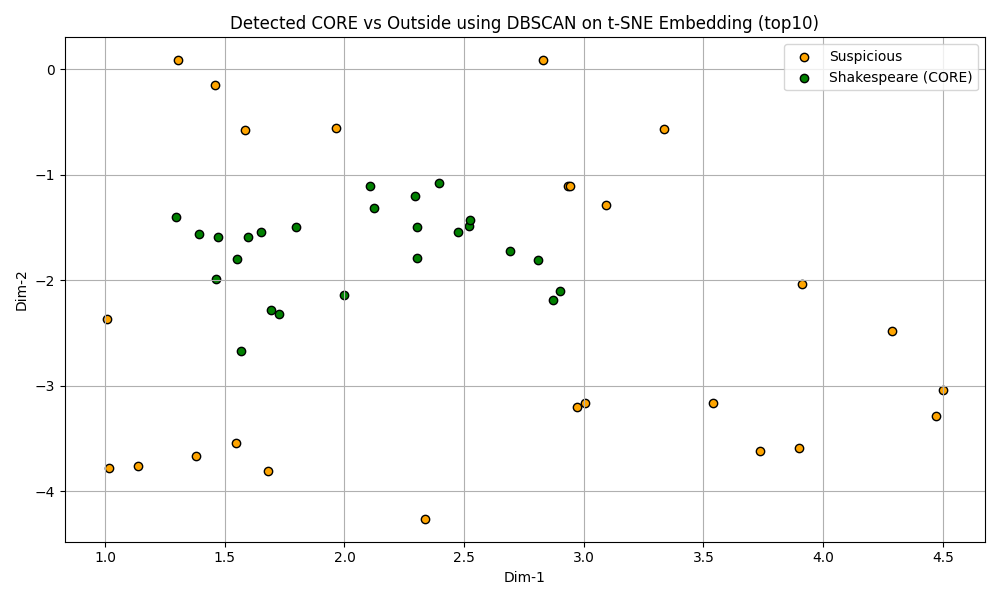 Detected CORE vs Outside using DBSCAN on t-SNE Embedding (top10)
Suspicious
Shakespeare (CORE)
Dim-2
0
−1
−2
−3
−4
1.0 1.5 2.0 2.5 3.0 3.5 4.0 4.5
Dim-1